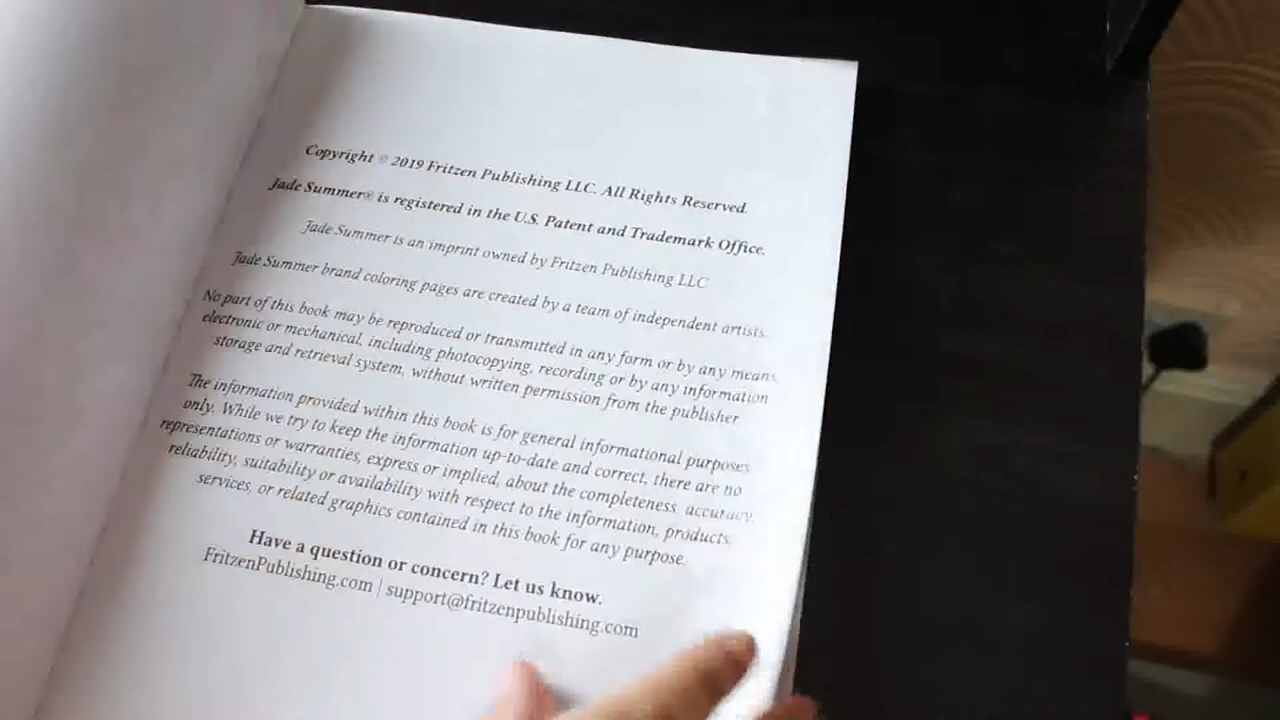 Copyright © 2019 Fritzen Publishing LLC. All Rights Reserved.
Jade Summer® is registered in the U.S. Patent and Trademark Office.
Jade Summer is an imprint owned by Fritzen Publishing LLC
Jade Summer brand coloring pages are created by a team of independent artists.
No part of this book may be reproduced or transmitted in any form or by any means,
electronic or mechanical, including photocopying, recording or by any information
storage and retrieval system, without written permission from the publisher
The information provided within this book is for general informational purposes
only. While we try to keep the information up-to-date and correct, there are no
representations or warranties, express or implied, about the completeness, accuracy,
reliability, suitability or availability with respect to the information, products,
services, or related graphics contained in this book for any purpose.
Have a question or concern? Let us know.
FritzenPublishing.com | support@fritzenpublishing.com